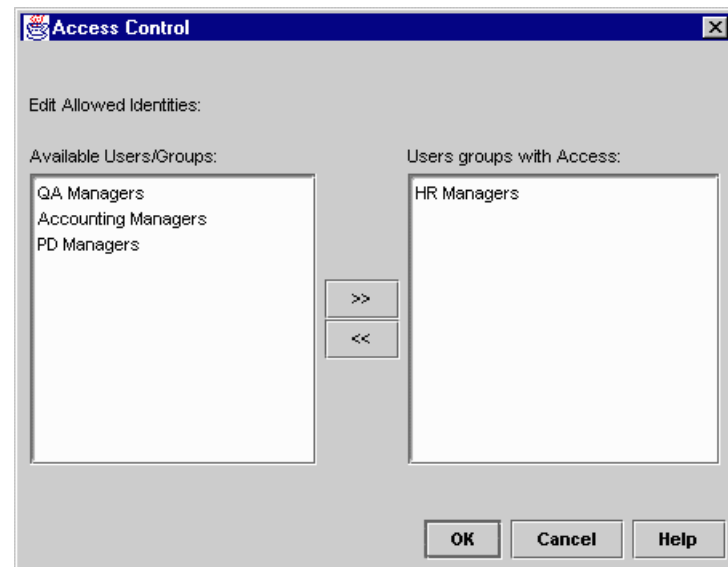 Access Control
Edit Allowed Identities:
Available Users/Groups:
QA Managers
Accounting Managers
PD Managers
>>
<<
Users groups with Access:
HR Managers
OK
Cancel
Help